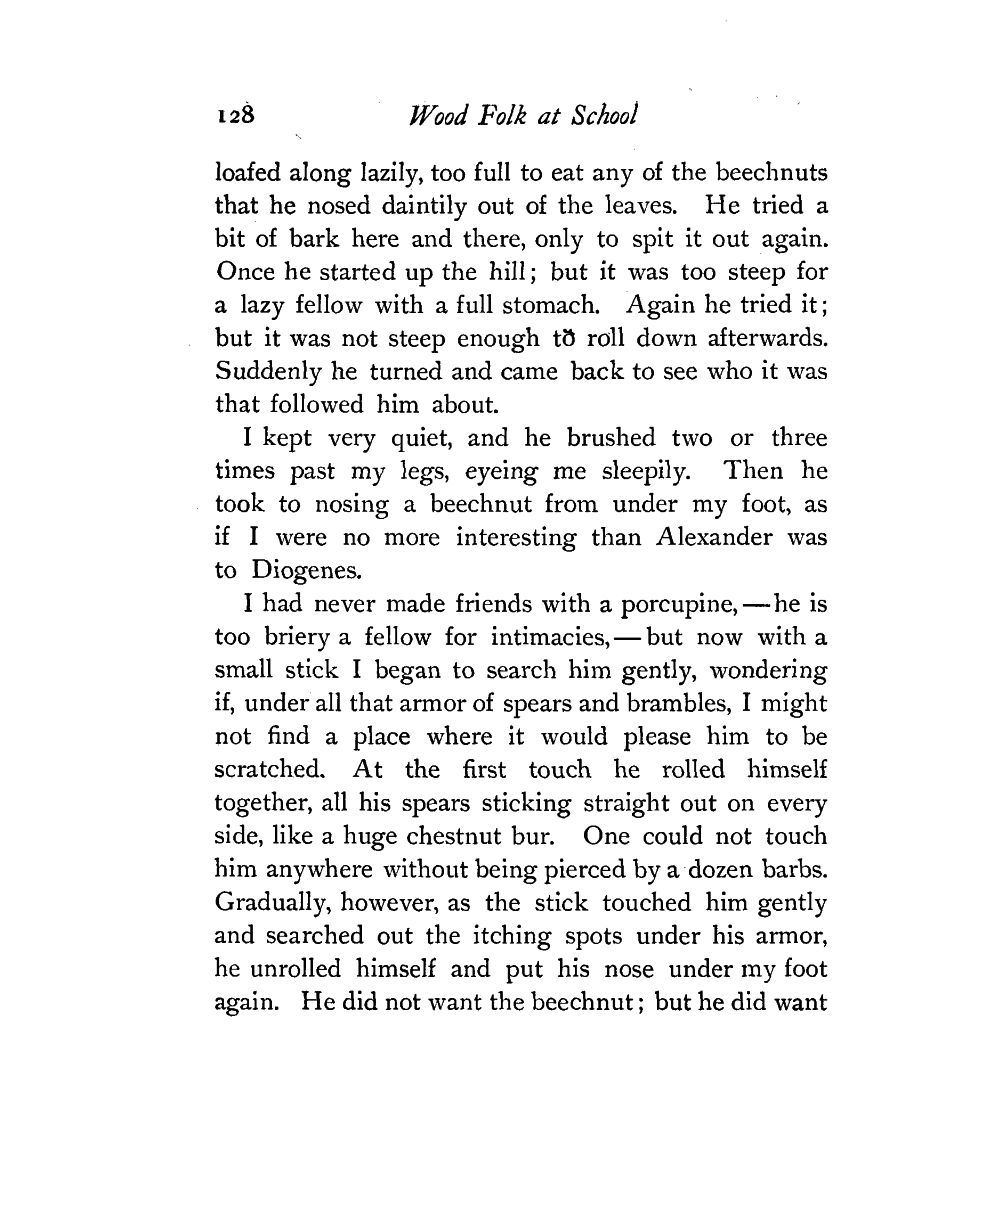 128 Wood Folk at School
loafed along lazily, too full to eat any of the beechnuts
that he nosed daintily out of the leaves. He tried a
bit of bark here and there, only to spit it out again.
Once he started up the hill; but it was too steep for
a lazy fellow with a full stomach. Again he tried it;
but it was not steep enough to roll down afterwards.
Suddenly he turned and came back to see who it was
that followed him about.
I kept very quiet, and he brushed two or three
times past my legs, eyeing me sleepily. Then he
took to nosing a beechnut from under my foot, as
if I were no more interesting than Alexander was
to Diogenes.
I had never made friends with a porcupine,—he is
too briery a fellow for intimacies,—but now with a
small stick I began to search him gently, wondering
if, under all that armor of spears and brambles, I might
not find a place where it would please him to be
scratched. At the first touch he rolled himself
together, all his spears sticking straight out on every
side, like a huge chestnut bur. One could not touch
him anywhere without being pierced by a dozen barbs.
Gradually, however, as the stick touched him gently
and searched out the itching spots under his armor,
he unrolled himself and put his nose under my foot
again. He did not want the beechnut; but he did want